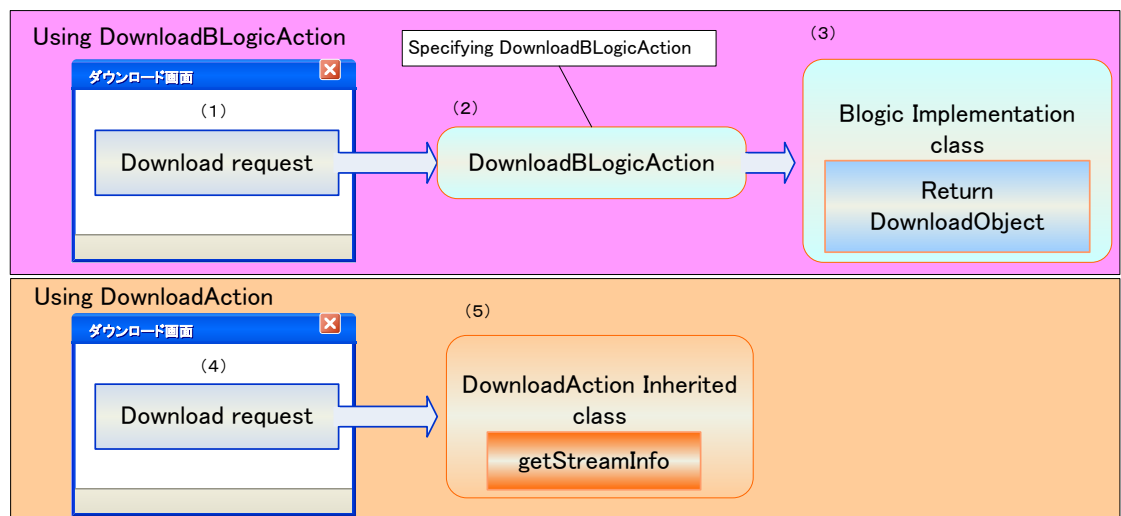 Using DownloadBLogicAction
Specifying DownloadBLogicAction
(3)
ダウンロード画面
(1)
Download request
(2)
DownloadBLogicAction
Blogic Implementation
class
Return
DownloadObject
Using DownloadAction
ダウンロード画面
(4)
Download request
(5)
DownloadAction Inherited
class
getStreamInfo